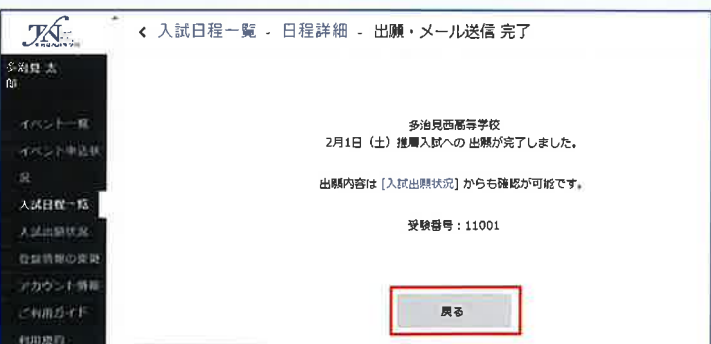 TN
< 入試日程一覧 - 日程詳細 - 出願・メール送信 完了
多治見 太
郎
イベント一覧
イベント申込状
況
入試日程一覧
入試出願状況
登録情報の変更
アカウント情報
ご利用ガイド
利用規約
多治見西高等学校
2月1日（土）推薦入試への 出願が完了しました。
出願内容は [入試出願状況] からも確認が可能です。
受験番号：11001
戻る